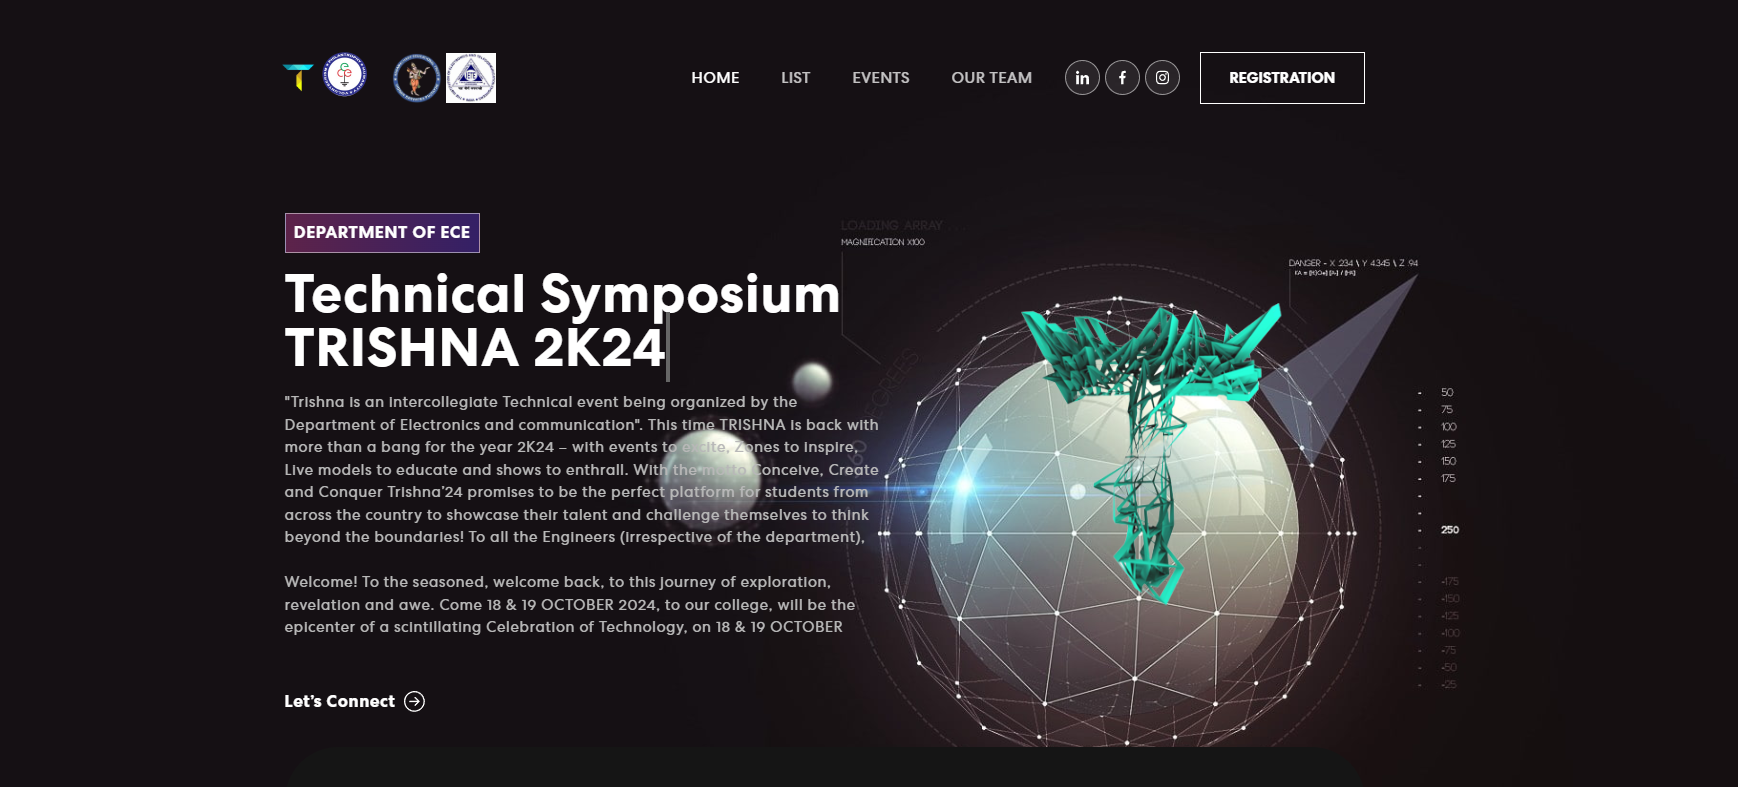 HOME
LIST
EVENTS
OUR TEAM
in
f
REGISTRATION
DEPARTMENT OF ECE
Technical Symposium
TRISHNA 2K24
"Trishna is an intercollegiate Technical event being organized by the
Department of Electronics and communication". This time TRISHNA is back with
more than a bang for the year 2K24 – with events to excite, Zones to inspire,
Live models to educate and shows to enthrall. With the motto Conceive, Create
and Conquer Trishna'24 promises to be the perfect platform for students from
across the country to showcase their talent and challenge themselves to think
beyond the boundaries! To all the Engineers (irrespective of the department),
Welcome! To the seasoned, welcome back, to this journey of exploration,
revelation and awe. Come 18 & 19 OCTOBER 2024, to our college, will be the
epicenter of a scintillating Celebration of Technology, on 18 & 19 OCTOBER
Let's Connect
LOADING ARRAY . . .
MAGNIFICATION X100
DANGER - X .234 \ Y 4.345 \ Z .94
50
75
100
125
150
175
250
-175
-150
-125
-100
-75
-50
-25